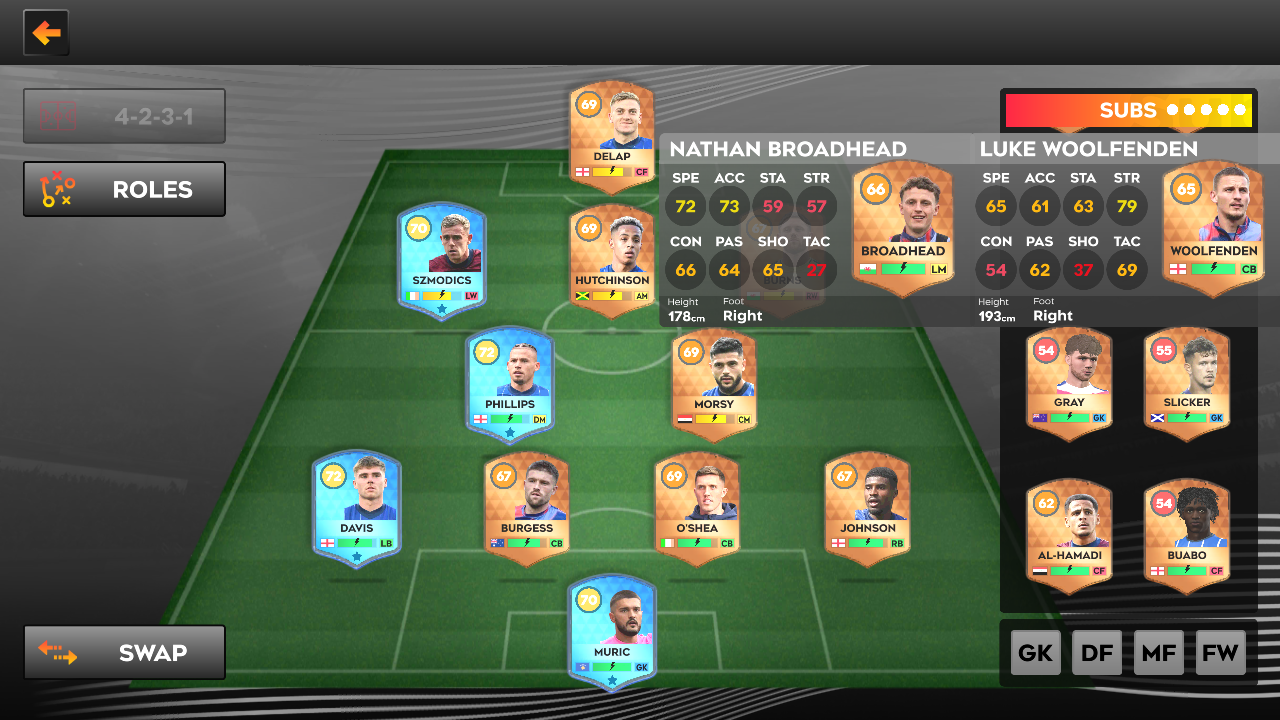 4-2-3-1
ROLES
SWAP
SUBS
69
DELAP
CF
70
SZMODICS
LW
69
HUTCHINSON
AM
BURNS
RW
72
PHILLIPS
DM
69
MORSY
CM
72
DAVIS
LB
67
BURGESS
CB
69
O'SHEA
CB
67
JOHNSON
RB
70
MURIC
GK
NATHAN BROADHEAD
SPE ACC STA STR
72 73 59 57
CON PAS SHO TAC
66 64 65 27
Height Foot
178cm Right
66
BROADHEAD
LM
LUKE WOOLFENDEN
SPE ACC STA STR
65 61 63 79
CON PAS SHO TAC
54 62 37 69
Height Foot
193cm Right
65
WOOLFENDEN
CB
54
GRAY
GK
55
SLICKER
GK
62
AL-HAMADI
CF
54
BUABO
CF
GK DF MF FW